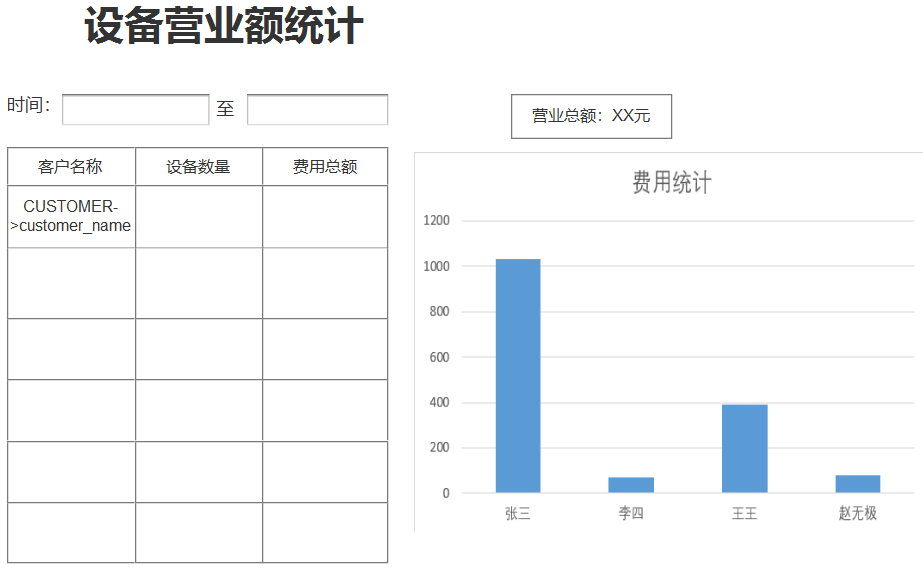 设备营业额统计
时间：
至
营业总额：XX元
客户名称
设备数量
费用总额
CUSTOMER-
>customer_name
费用统计
1200
1000
800
600
400
200
0
张三
李四
王王
赵无极